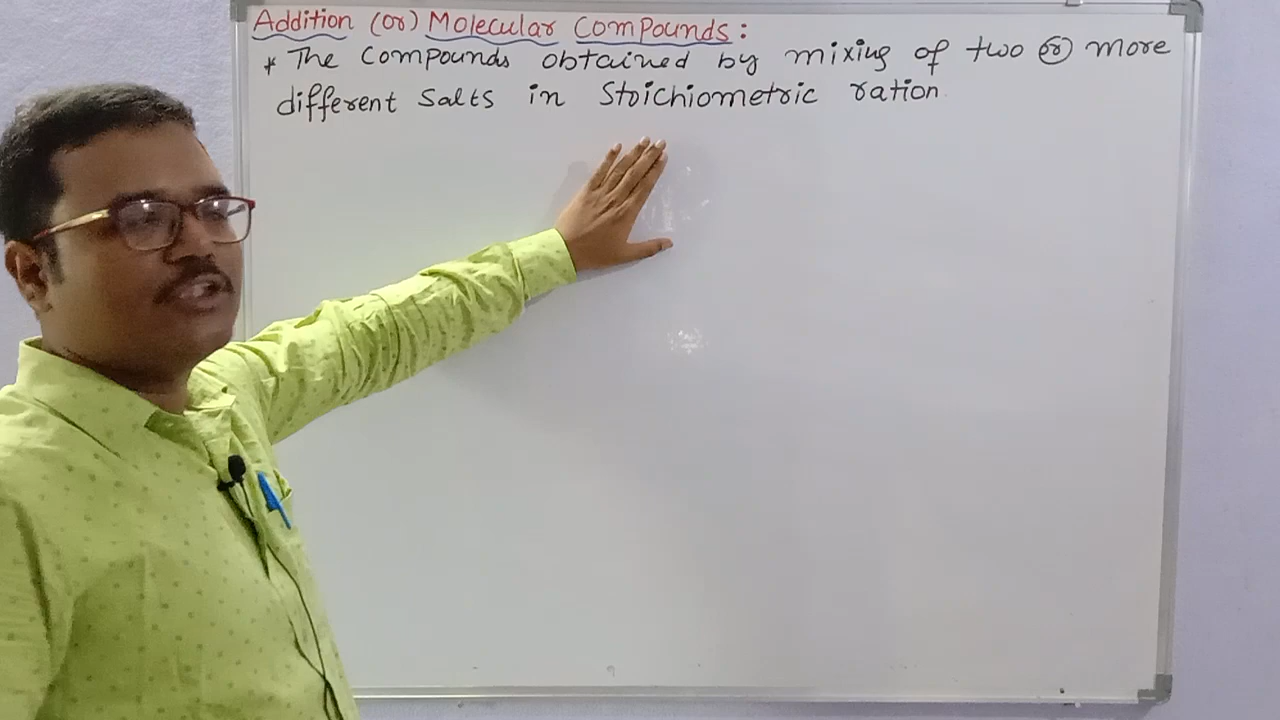 Addition (or) Molecular Compounds:
* The compounds obtained by mixing of two (or) more
different salts in Stoichiometric ration